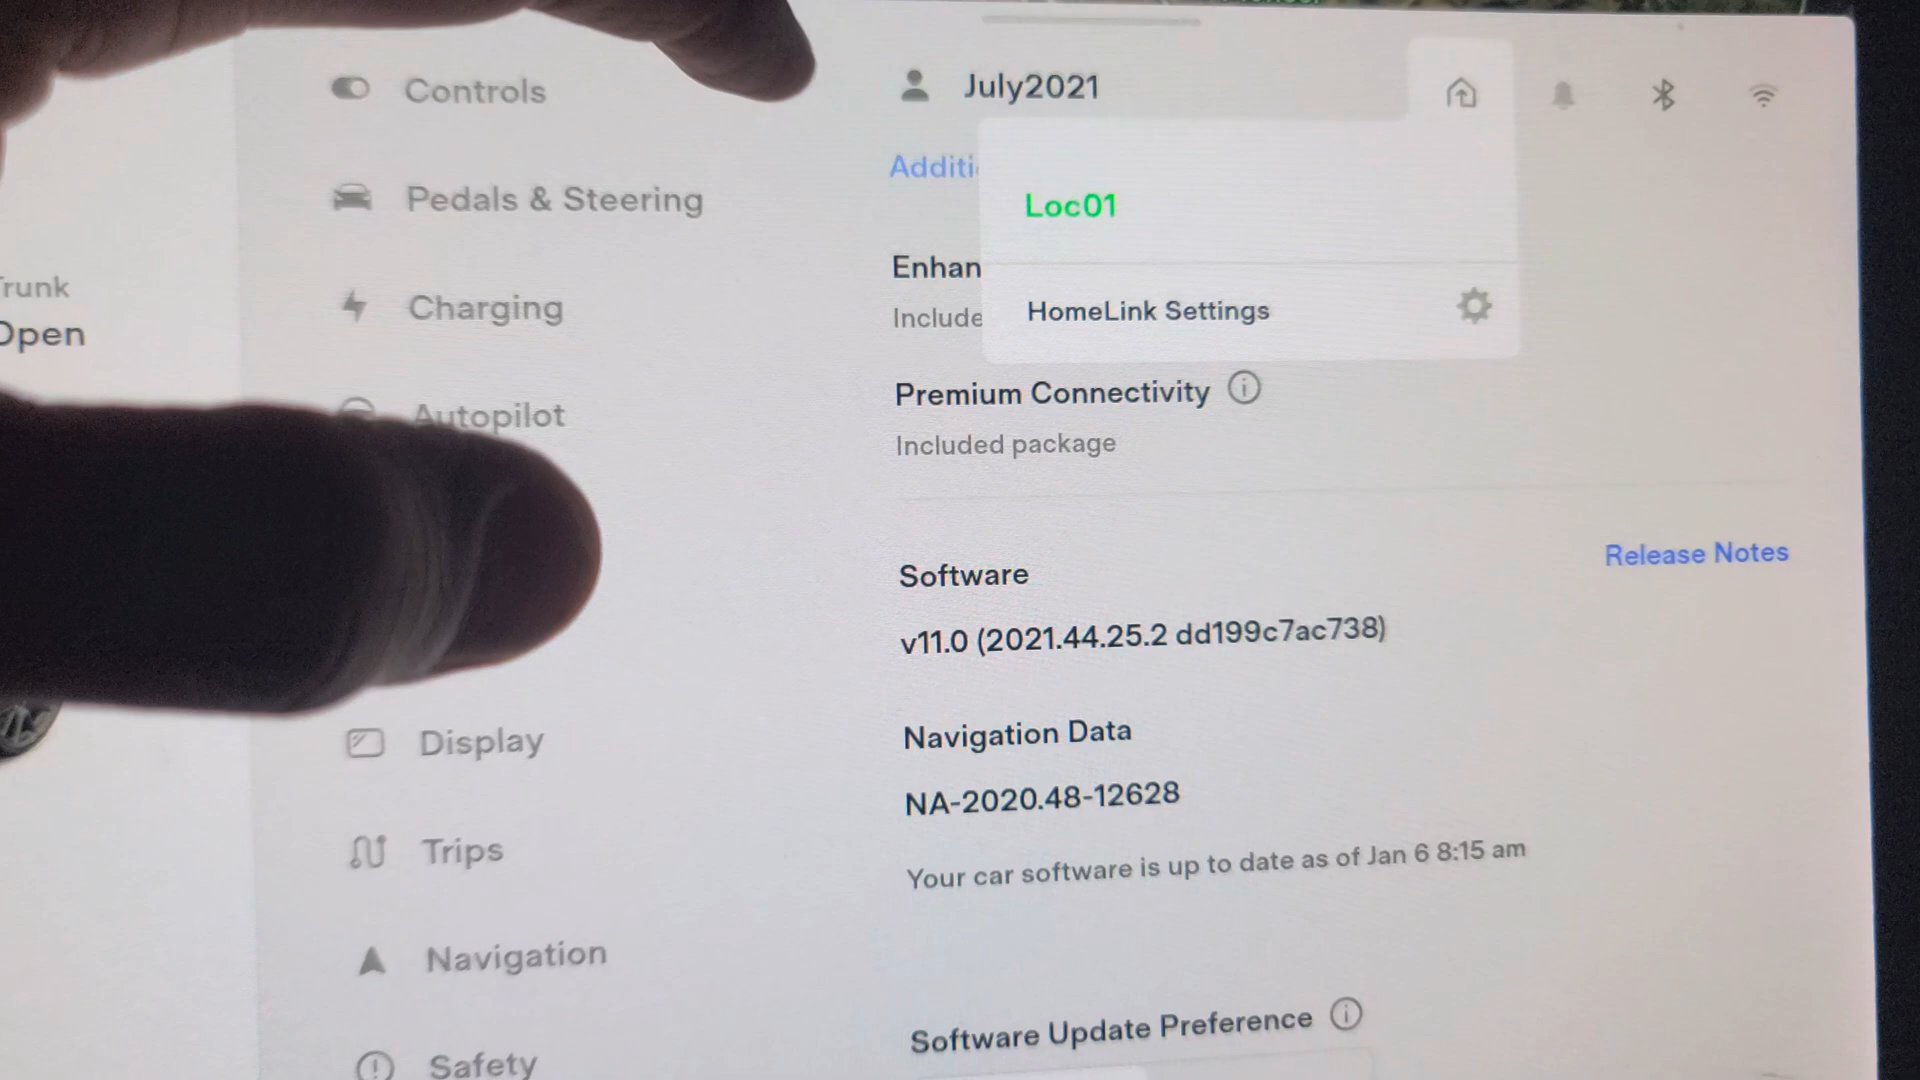 Controls
Pedals & Steering
Charging
Autopilot
Display
Trips
Navigation
Safety
Open
July2021
Additi
Loc01
Enhan
Include
HomeLink Settings
Premium Connectivity
Included package
Software
Release Notes
v11.0 (2021.44.25.2 dd199c7ac738)
Navigation Data
NA-2020.48-12628
Your car software is up to date as of Jan 6 8:15 am
Software Update Preference